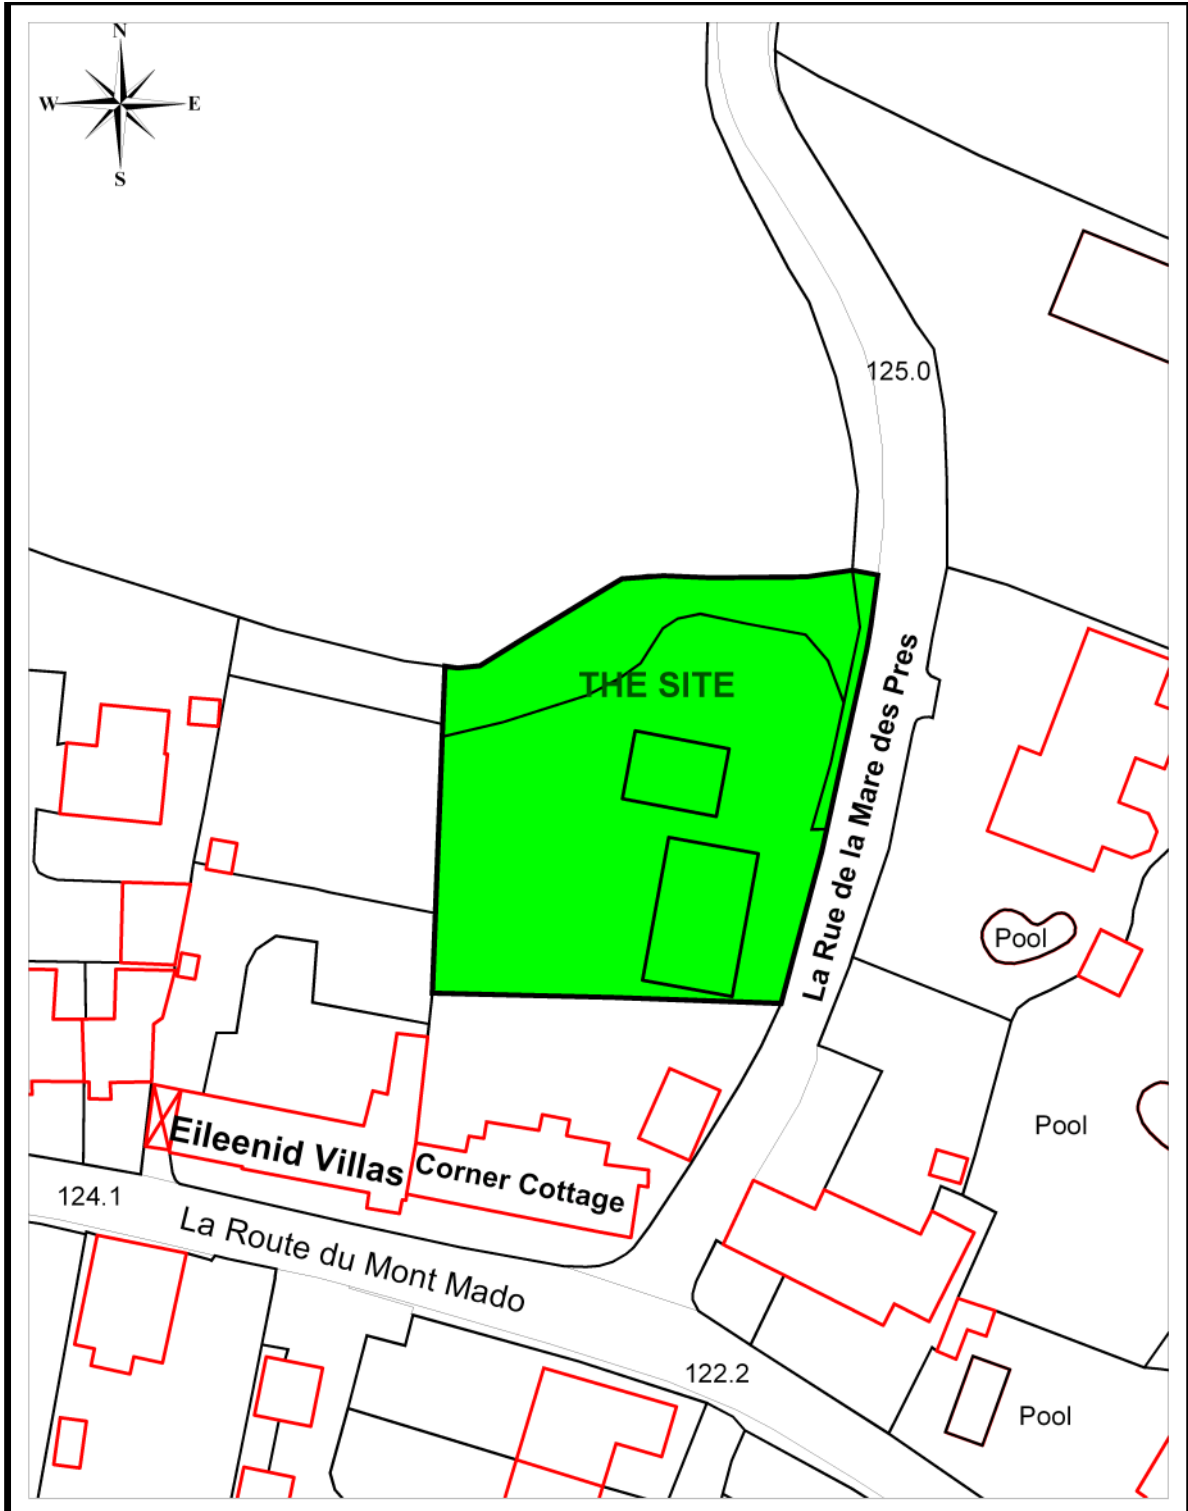 N
W E
S
125.0
THE SITE
La Rue de la Mare des Pres
Pool
Pool
Eileenid Villas
Corner Cottage
124.1
La Route du Mont Mado
122.2
Pool